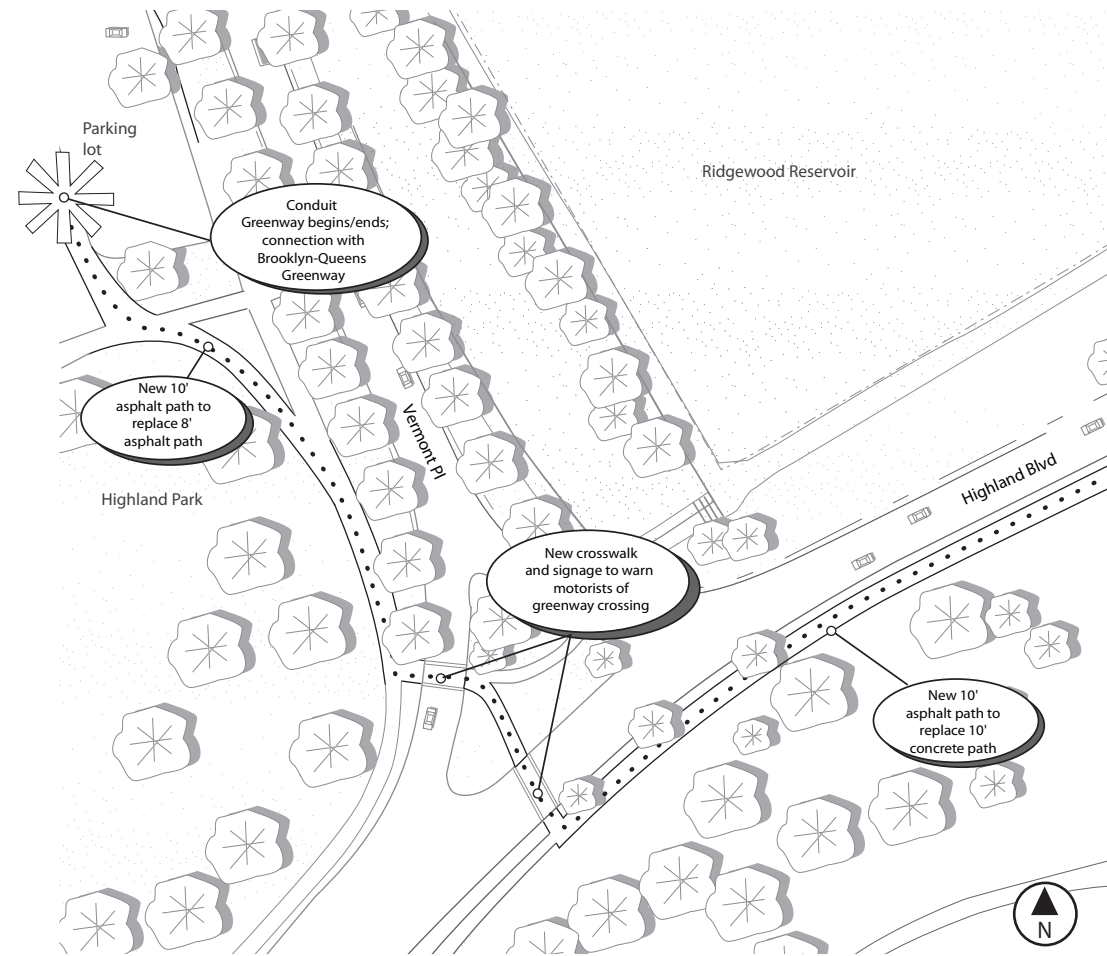 Parking
lot
Ridgewood Reservoir
Conduit
Greenway begins/ends;
connection with
Brooklyn-Queens
Greenway
New 10'
asphalt path to
replace 8'
asphalt path
Vermont Pl
Highland Park
Highland Blvd
New crosswalk
and signage to warn
motorists of
greenway crossing
New 10'
asphalt path to
replace 10'
concrete path
N